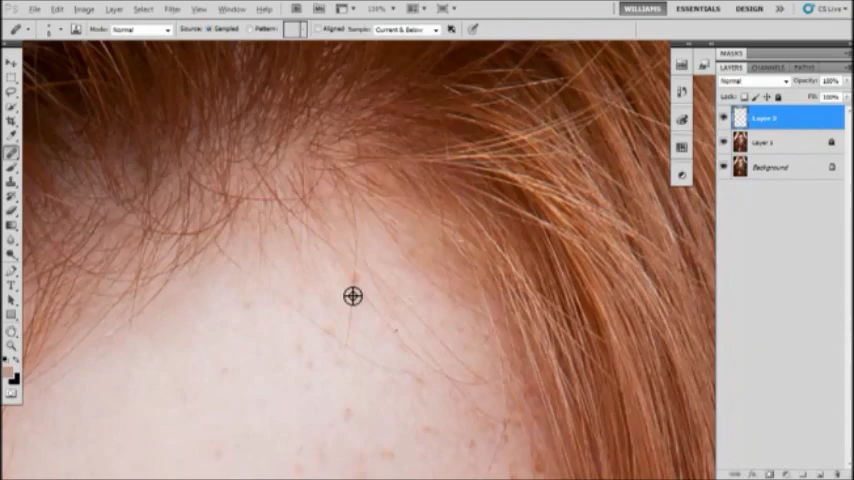 PS File Edit Image Layer Select Filter View Window Help WILLIAMS ESSENTIALS DESIGN CS Live
Mode: Normal Source: Sampled Pattern: Aligned Sample: Current & Below
MASKS
LAYERS CHANNELS PATHS
Normal Opacity: 100%
Lock: Fill: 100%
Layer 2
Layer 1
Background